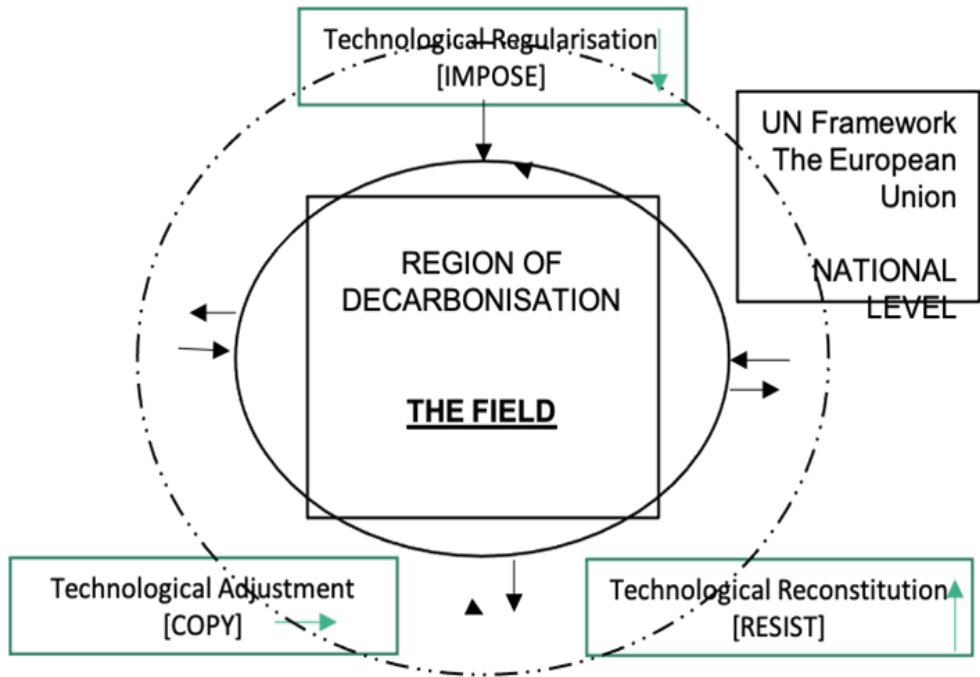 Technological Regularisation
[IMPOSE]
UN Framework
The European
Union
NATIONAL
LEVEL
REGION OF
DECARBONISATION
THE FIELD
Technological Adjustment
[COPY]
Technological Reconstitution
[RESIST]